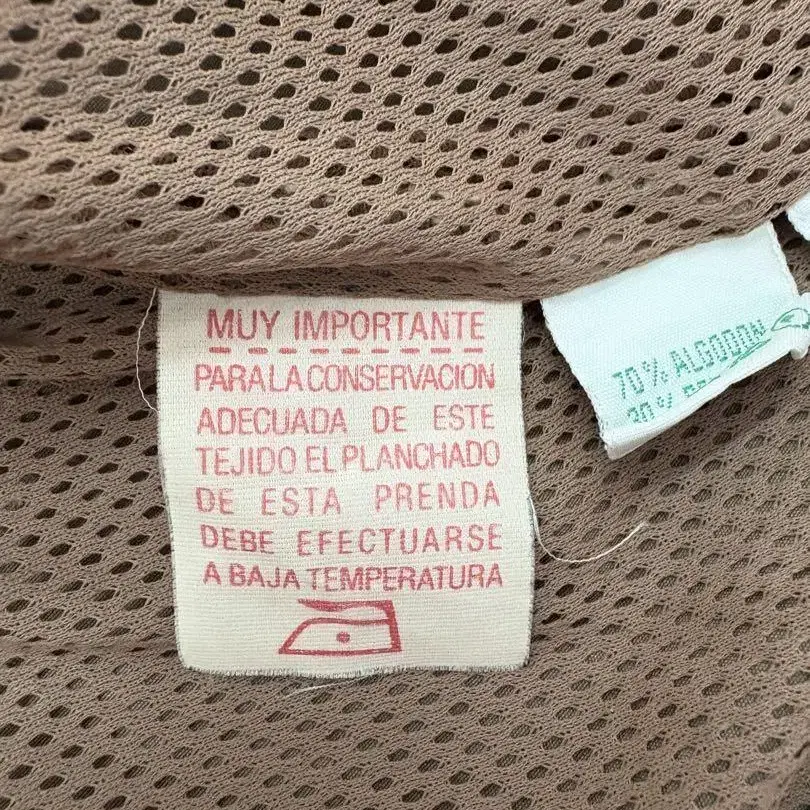 MUY IMPORTANTE
PARA LA CONSERVACION
ADECUADA DE ESTE
TEJIDO EL PLANCHADO
DE ESTA PRENDA
DEBE EFECTUARSE
A BAJA TEMPERATURA
70% ALGODON
30%